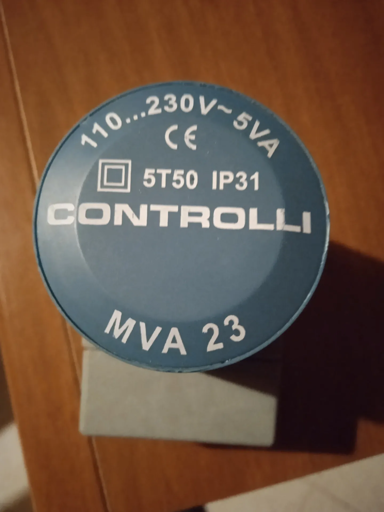 110...230V~ 5VA
CE
5T50 IP31
CONTROLLI
MVA 23